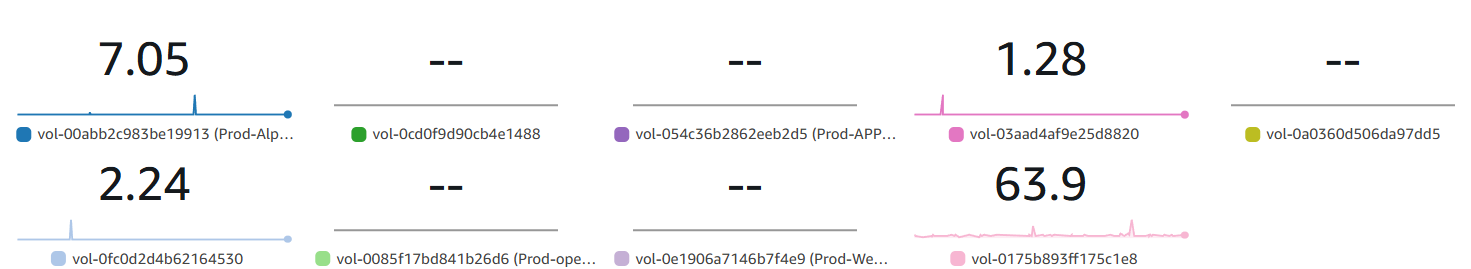 7.05 -- -- 1.28 --
vol-00abb2c983be19913 (Prod-Alp... vol-0cd0f9d90cb4e1488 vol-054c36b2862eeb2d5 (Prod-APP... vol-03aad4af9e25d8820 vol-0a0360d506da97dd5
2.24 -- -- 63.9
vol-0fc0d2d4b62164530 vol-0085f17bd841b26d6 (Prod-ope... vol-0e1906a7146b7f4e9 (Prod-We... vol-0175b893ff175c1e8